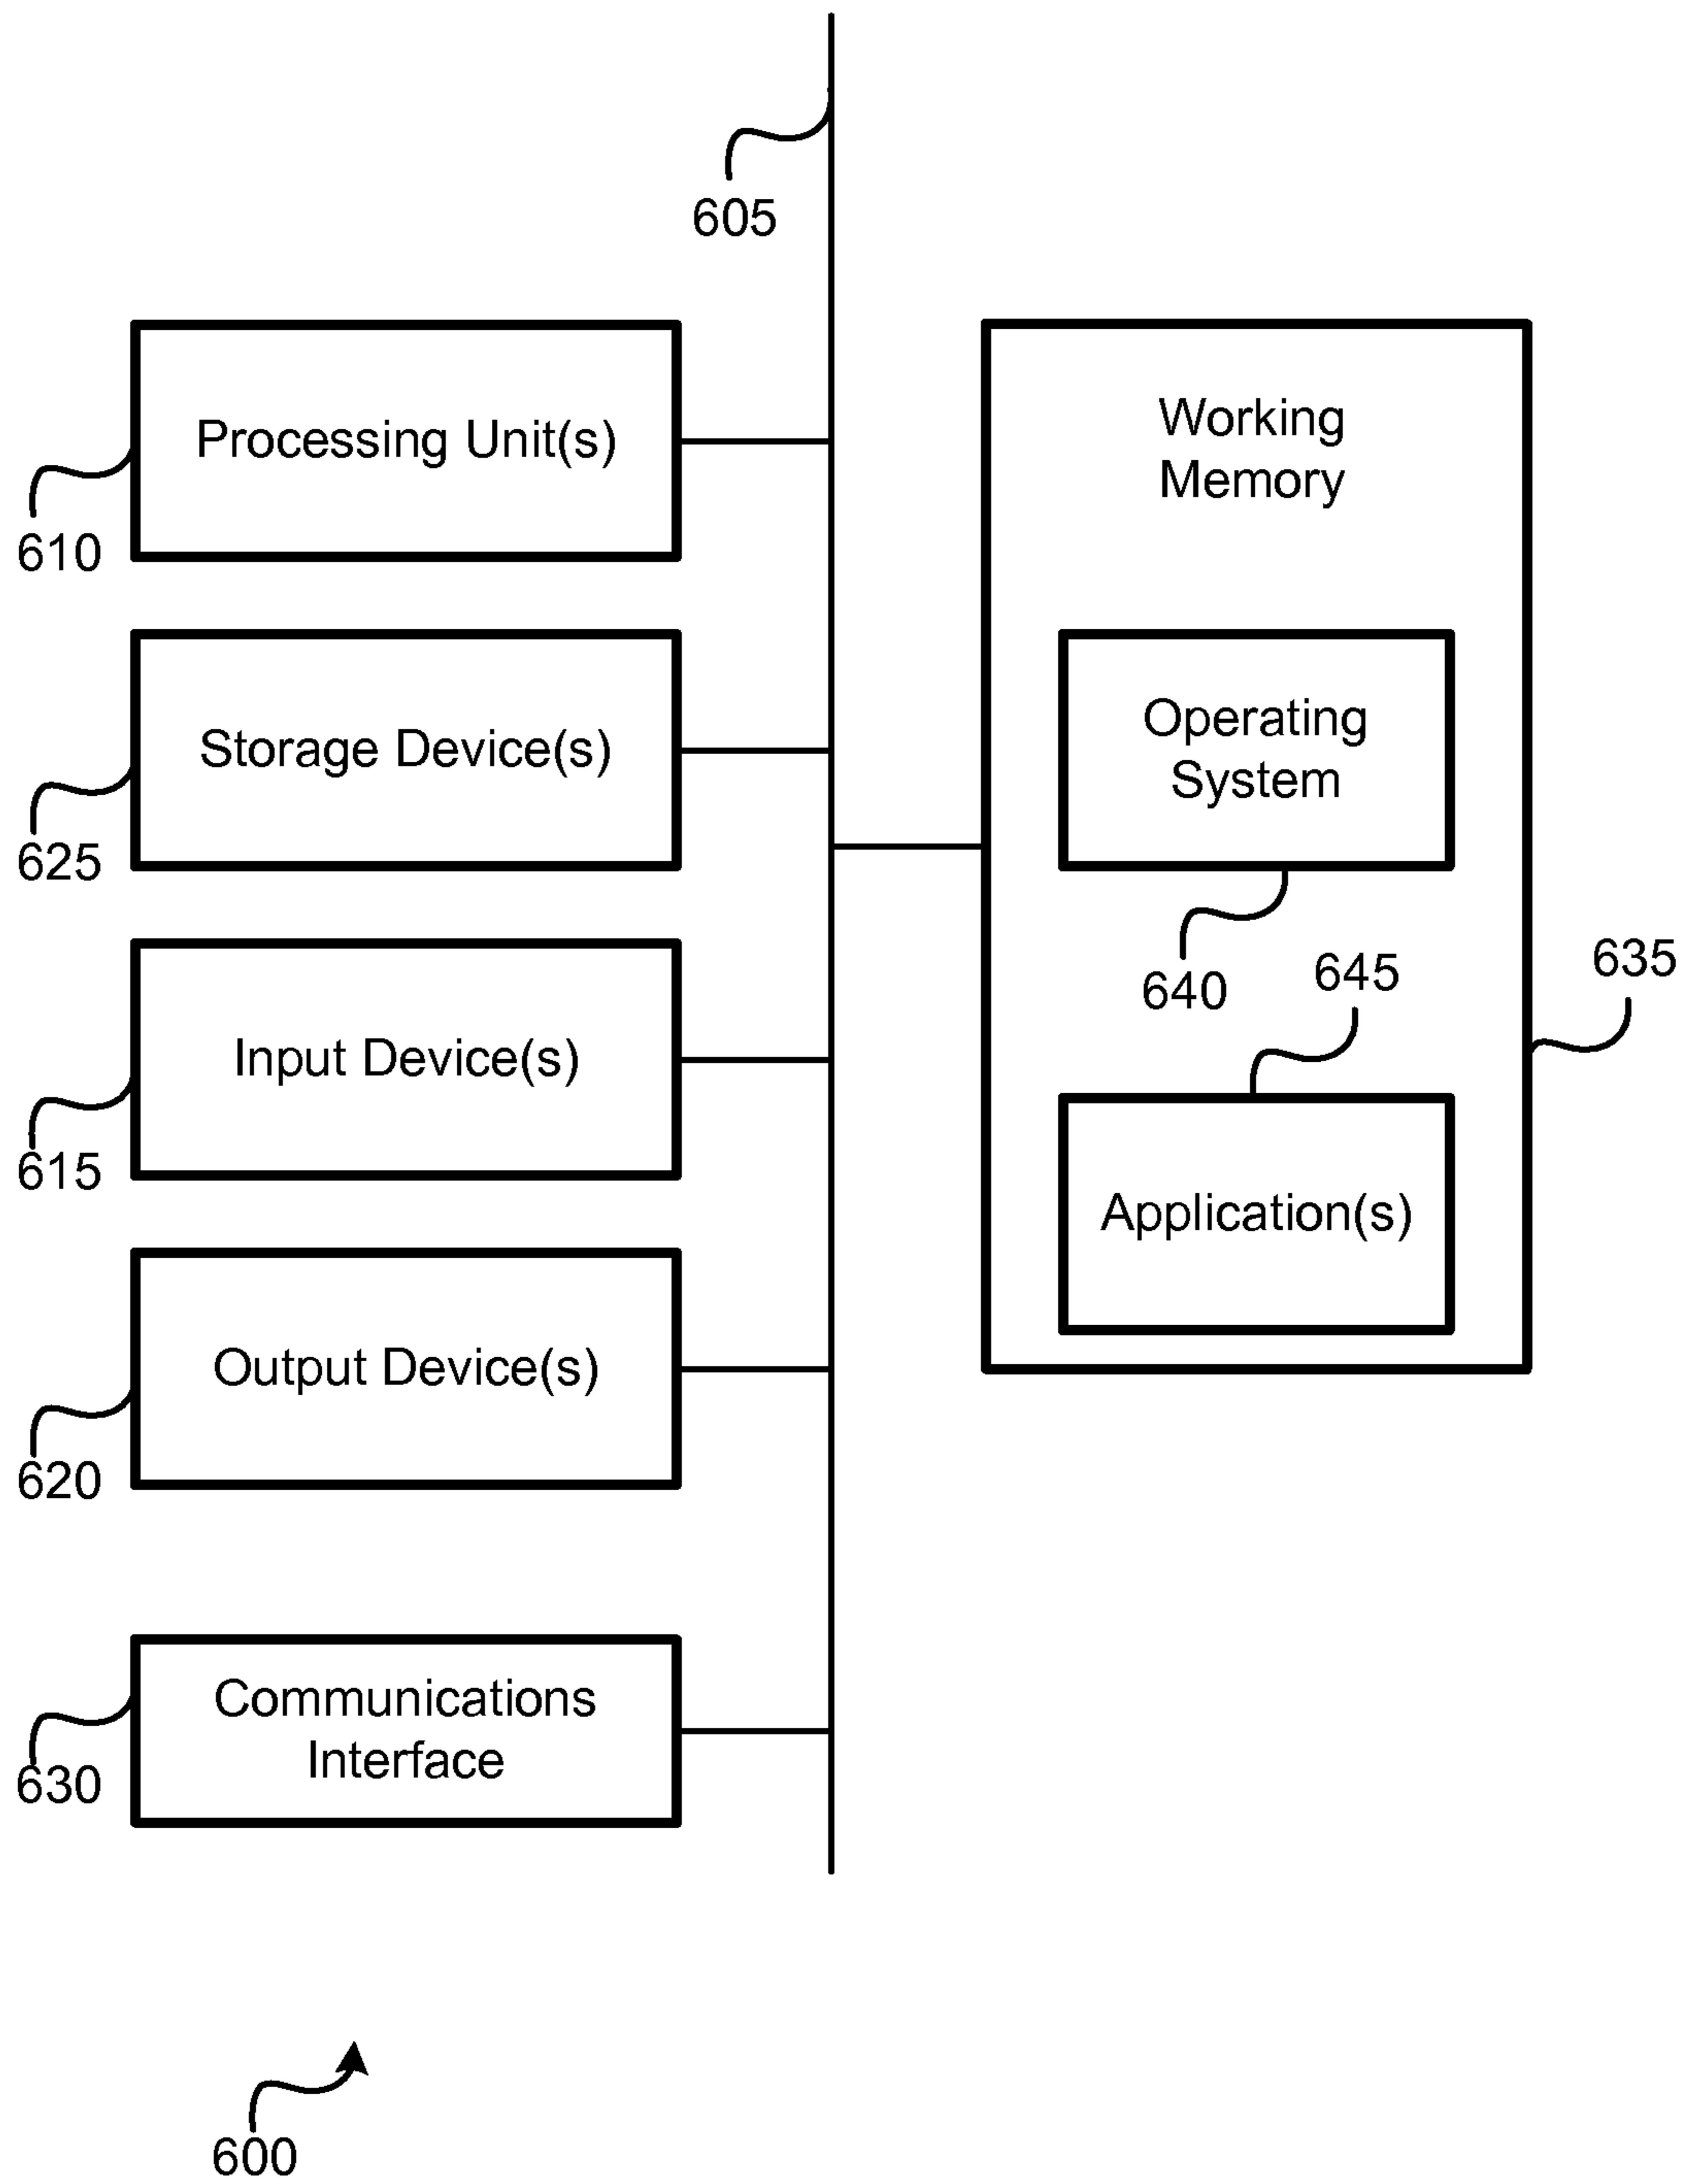 605
Processing Unit(s)
610
Storage Device(s)
625
Input Device(s)
615
Output Device(s)
620
Communications
Interface
630
Working
Memory
Operating
System
640
645
635
Application(s)
600